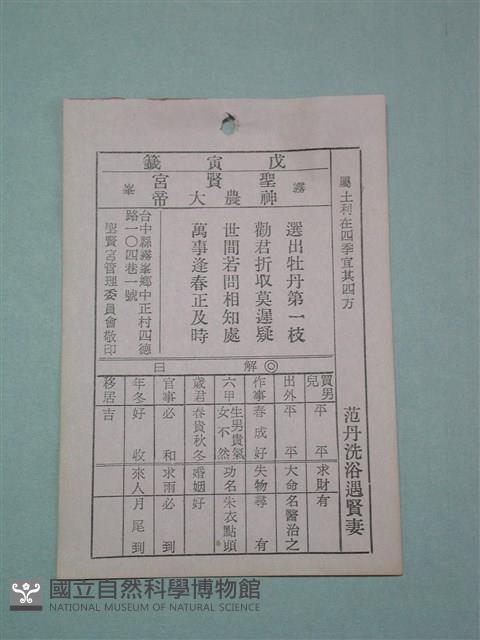 戊寅籤
霧峯
聖賢宮
神農大帝
屬土利在四季宜其四方
范丹洗浴遇賢妻
選出牡丹第一枝
勸君折取莫遲疑
世間若問相知處
萬事逢春正及時
台中縣霧峯鄉中正村四德
路一〇四巷一號
聖賢宮管理委員會敬印
◎解曰
買男兒 平平
出外 平平
作事 春成好
六甲 生男貴氣女不然
歲君 春貴秋冬
官事 必和
年冬 好收
移居 吉
求財 有
大命 名醫治之
失物 尋有
功名 朱衣點頭
婚姻 好
求雨 必到
來人 月尾到
國立自然科學博物館
NATIONAL MUSEUM OF NATURAL SCIENCE